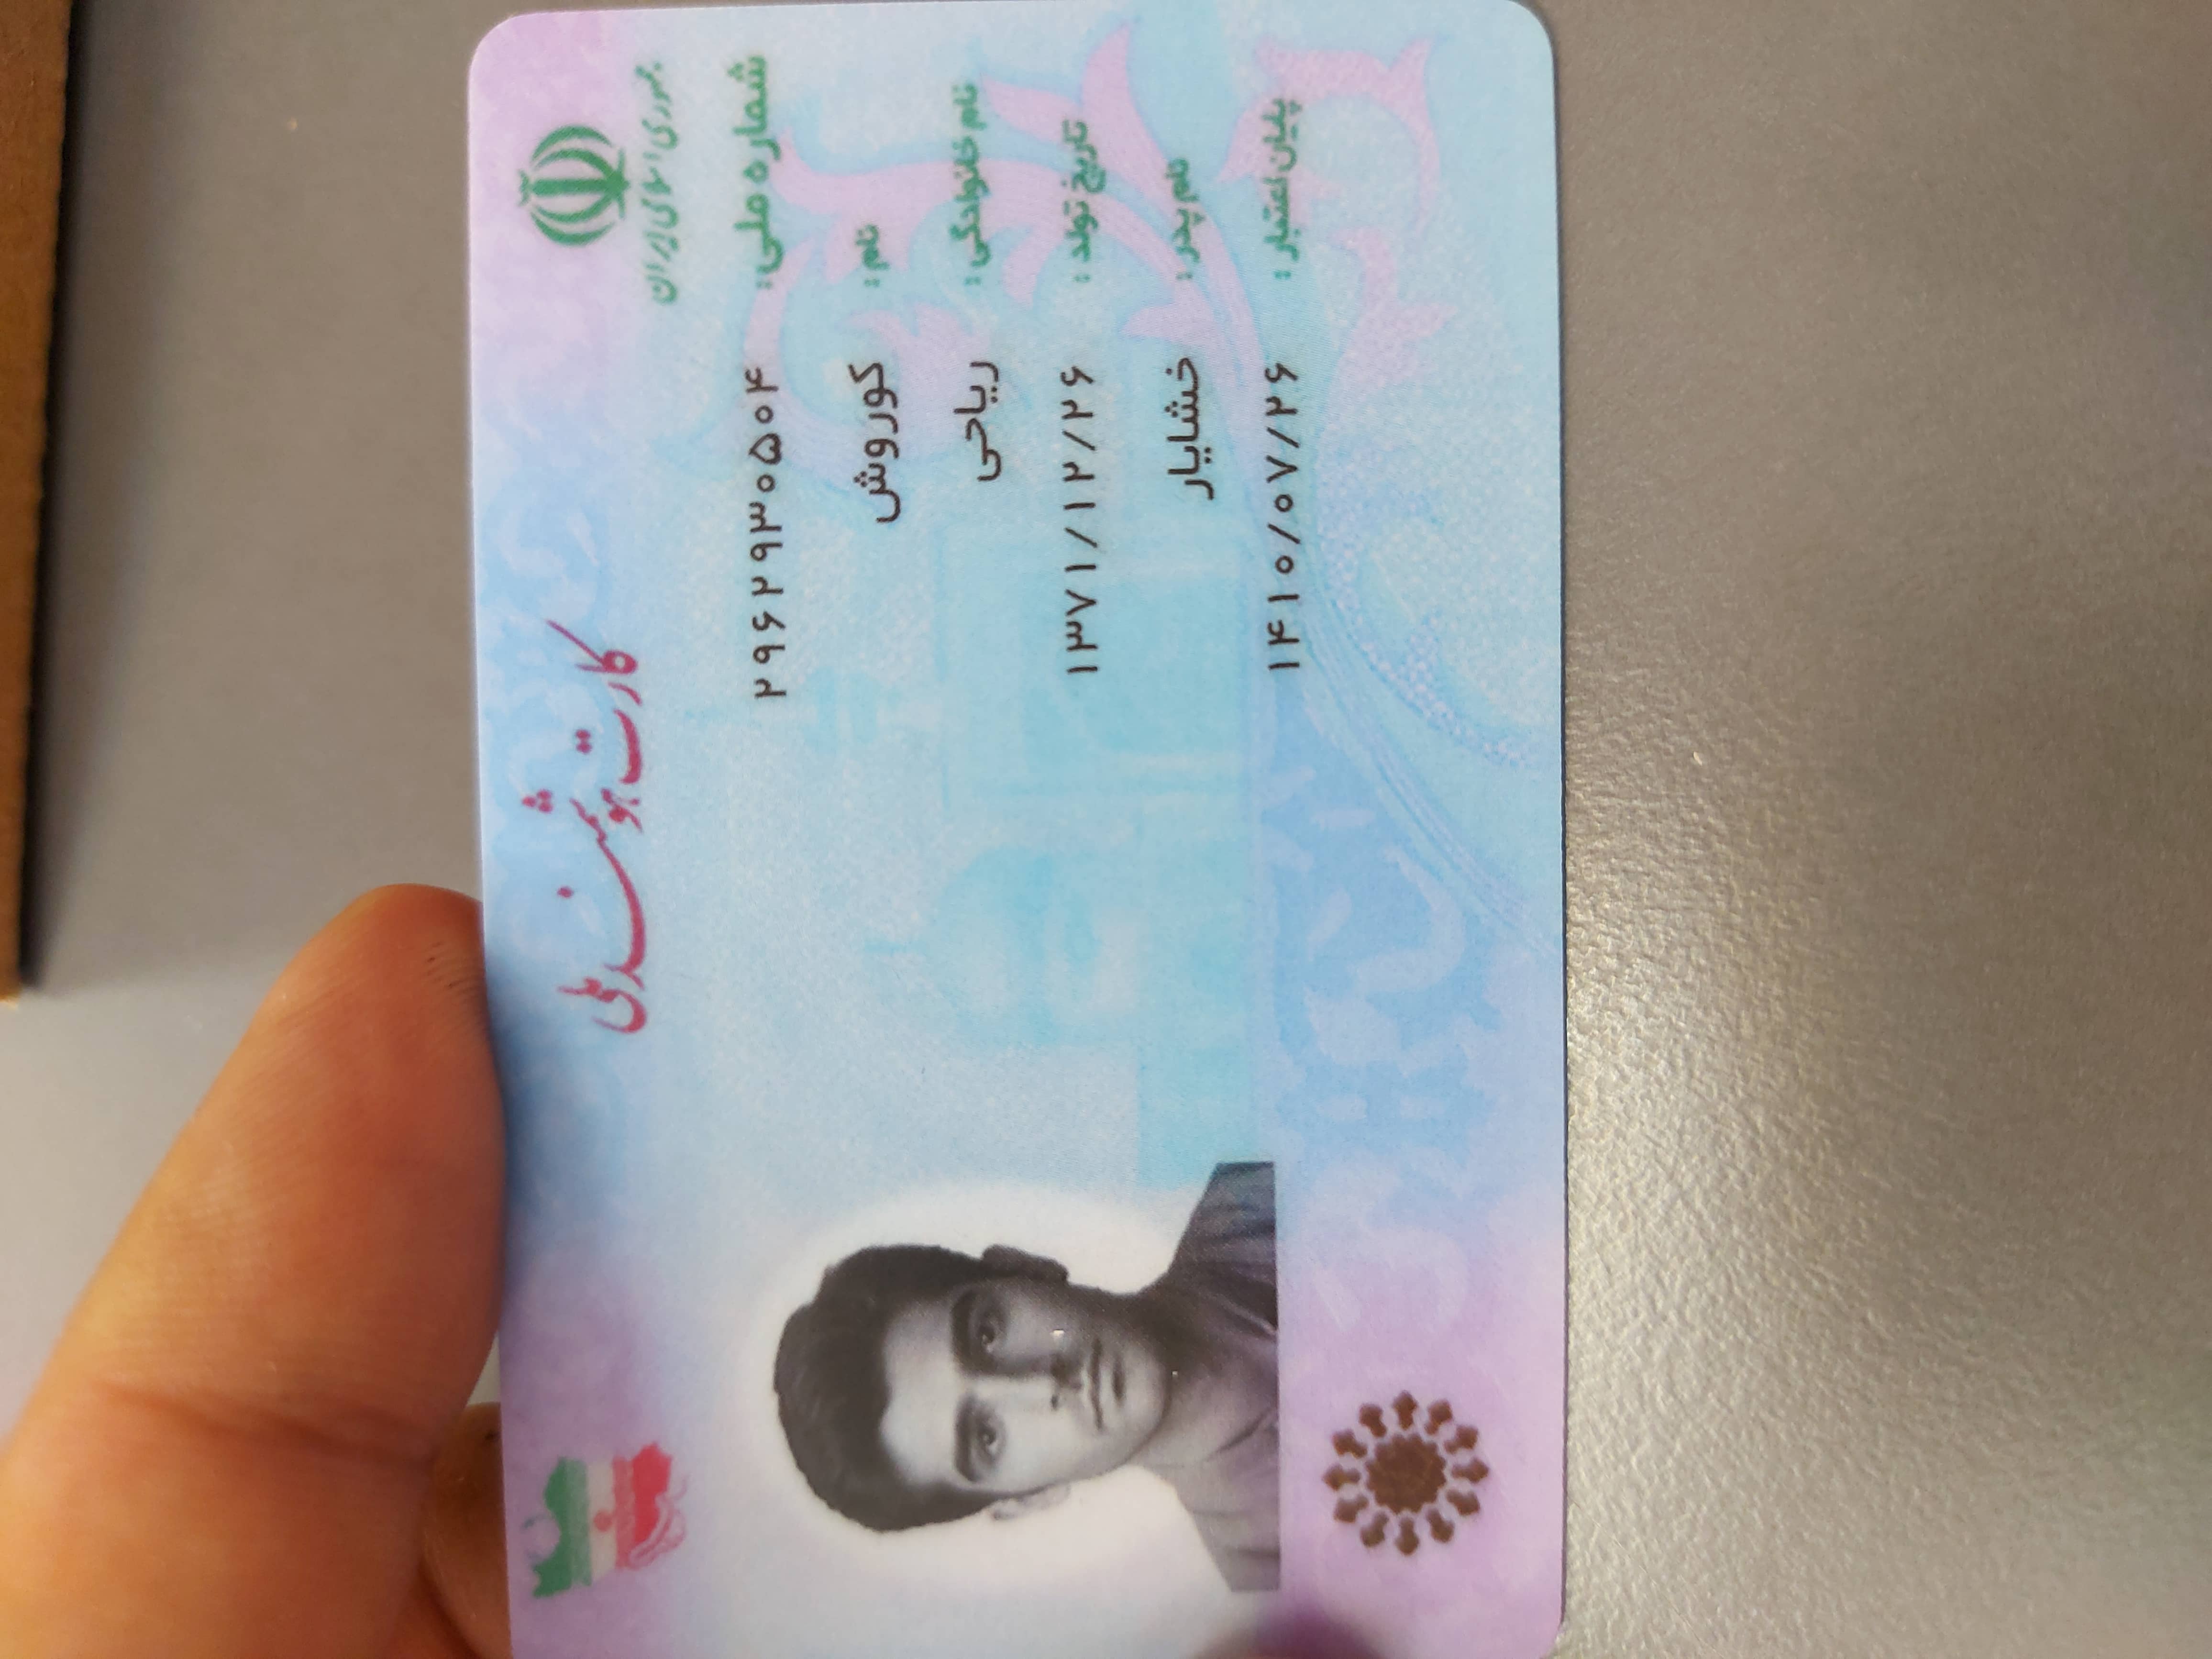 جمهوری اسلامی ایران
کارت هوشمند ملی
شماره ملی: ۲۹۶۲۹۳۰۵۰۴
نام: کوروش
نام خانوادگی: ریاحی
تاریخ تولد: ۱۳۷۱/۱۲/۲۶
نام پدر: خشایار
پایان اعتبار: ۱۴۱۰/۰۷/۲۶